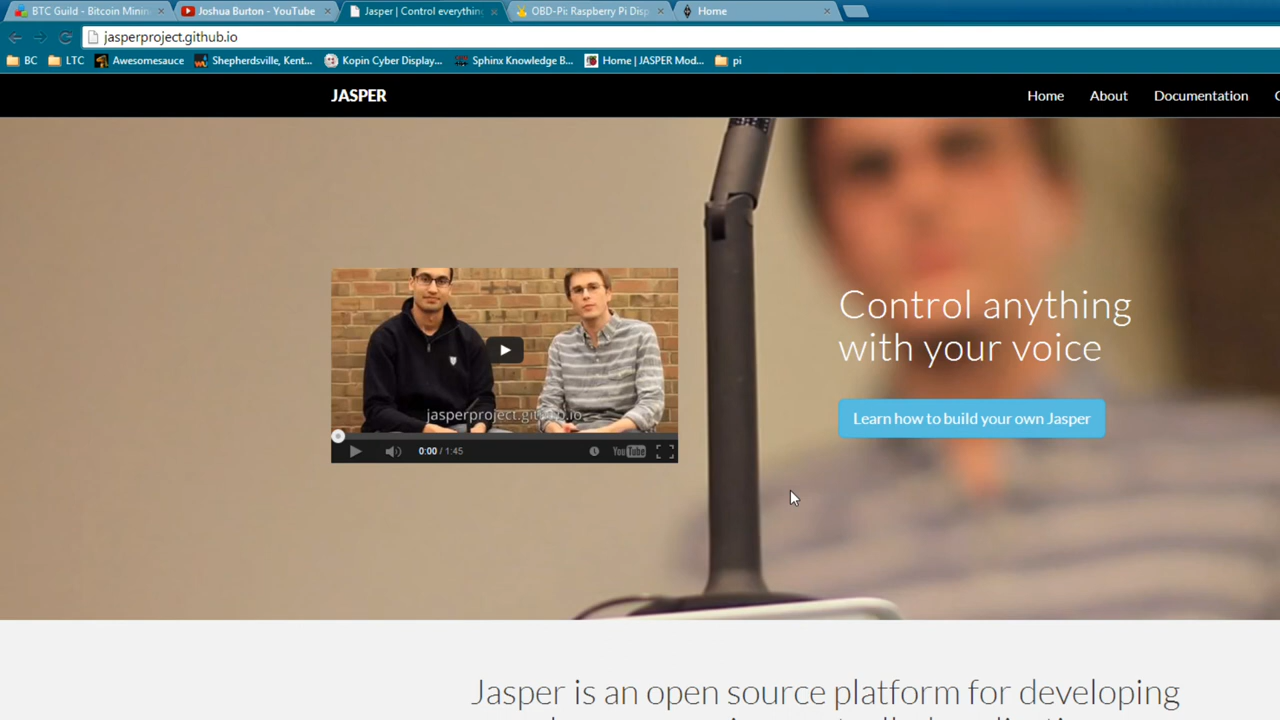 BTC Guild - Bitcoin Minin
Joshua Burton - YouTube
Jasper | Control everything
OBD-Pi: Raspberry Pi Disp
Home
jasperproject.github.io
BC
LTC
Awesomesauce
Shepherdsville, Kent...
Kopin Cyber Display...
Sphinx Knowledge B...
Home | JASPER Mod...
pi
JASPER
Home
About
Documentation
Control anything
with your voice
Learn how to build your own Jasper
jasperproject.github.io
0:00 / 1:45
YouTube
Jasper is an open source platform for developing